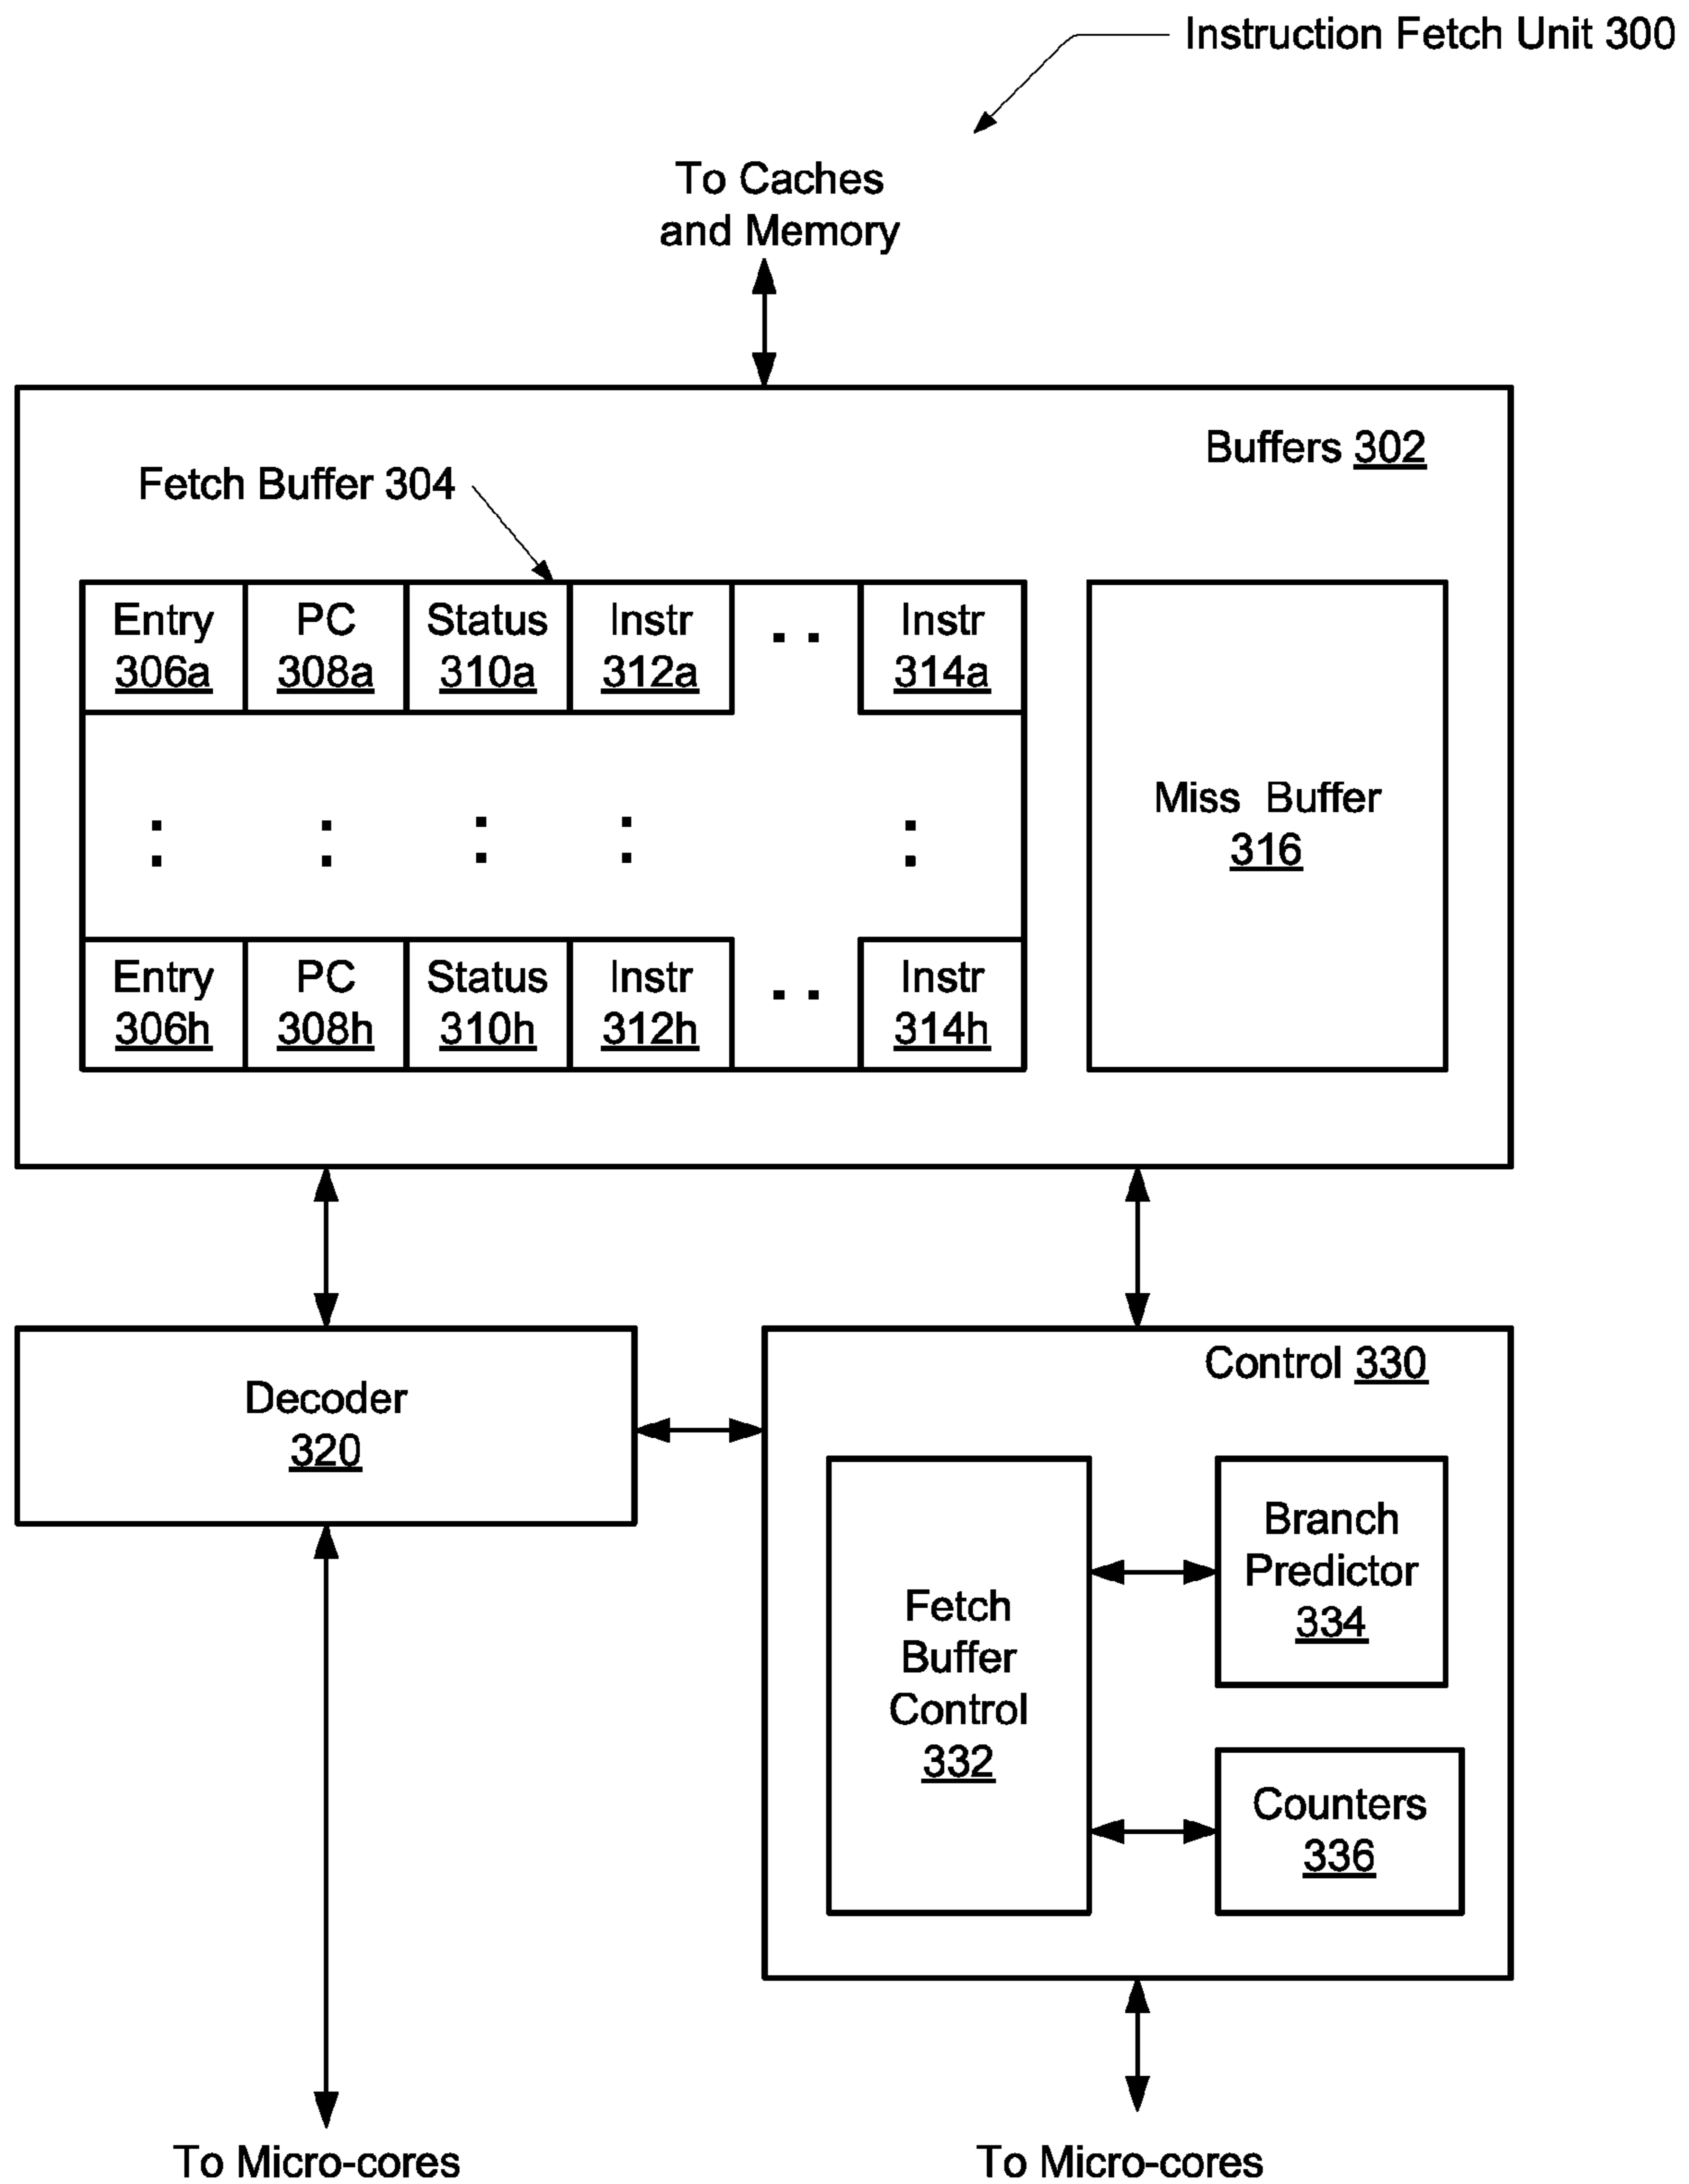 Instruction Fetch Unit 300
To Caches
and Memory
Buffers 302
Fetch Buffer 304
Entry PC Status Instr . . Instr
306a 308a 310a 312a 314a
: : : : :
Miss Buffer
316
Entry PC Status Instr . . Instr
306h 308h 310h 312h 314h
Decoder
320
Control 330
Fetch
Buffer
Control
332
Branch
Predictor
334
Counters
336
To Micro-cores
To Micro-cores